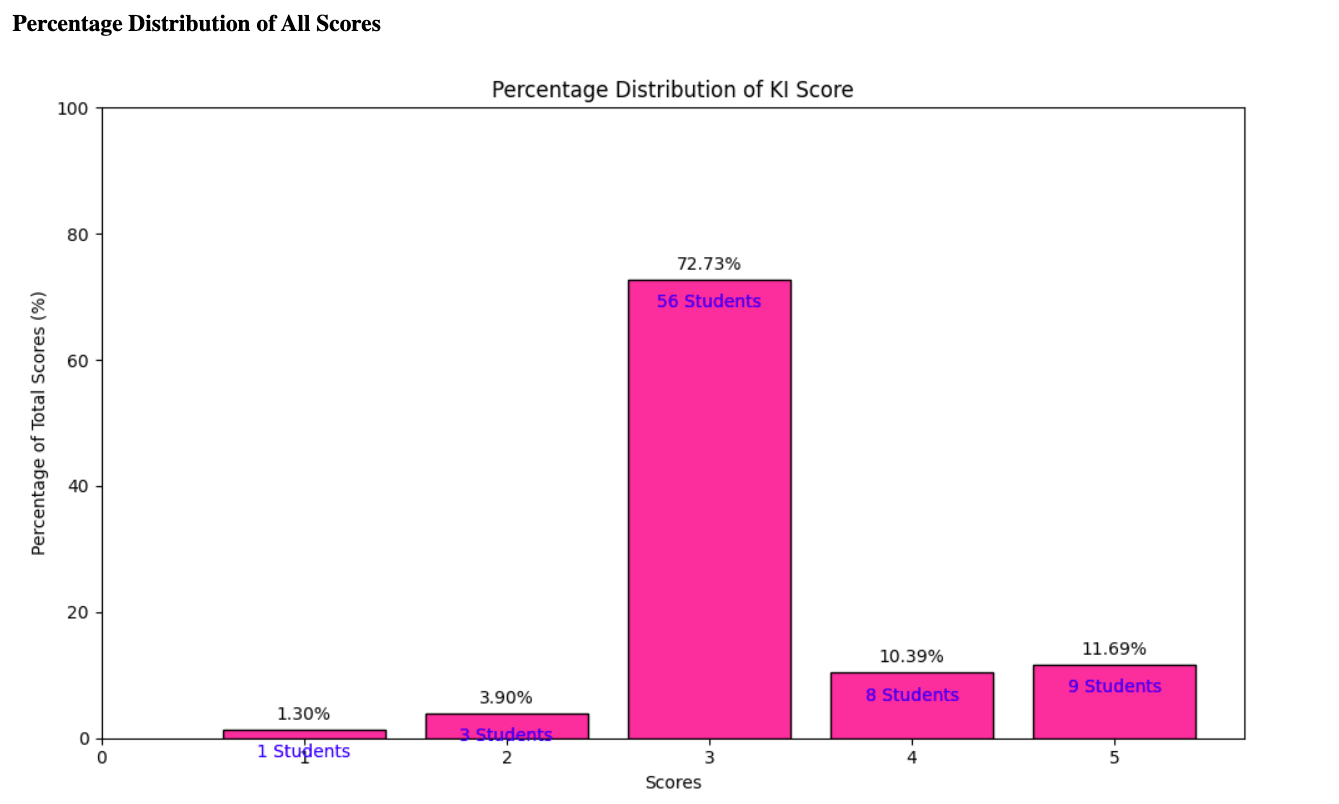 Percentage Distribution of All Scores
Percentage Distribution of KI Score
Percentage of Total Scores (%)
100
80
60
40
20
0
1.30%
1 Students
3.90%
3 Students
72.73%
56 Students
10.39%
8 Students
11.69%
9 Students
0 1 2 3 4 5
Scores